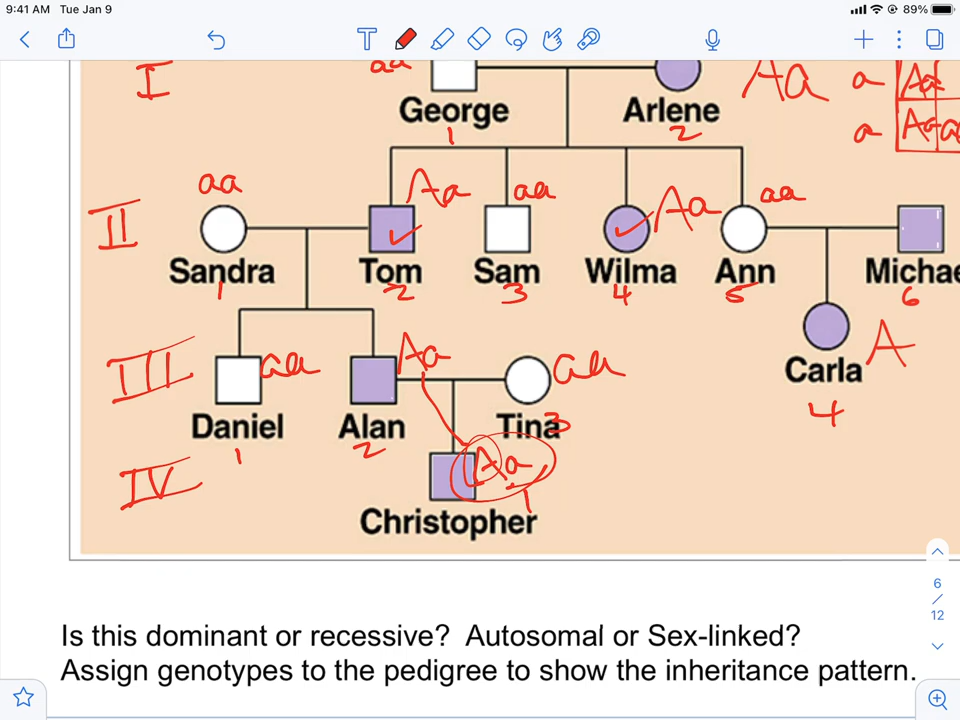 9:41 AM Tue Jan 9 89%
T
I aa Aa a Aa
George Arlene a Aa aa
1 2
aa Aa aa Aa aa
II
Sandra Tom Sam Wilma Ann Michae
1 2 3 4 5 6
III aa Aa aa A
Carla
Daniel Alan Tina 4
1 2 3
IV Aa
1
Christopher
6
/
12
Is this dominant or recessive? Autosomal or Sex-linked?
Assign genotypes to the pedigree to show the inheritance pattern.